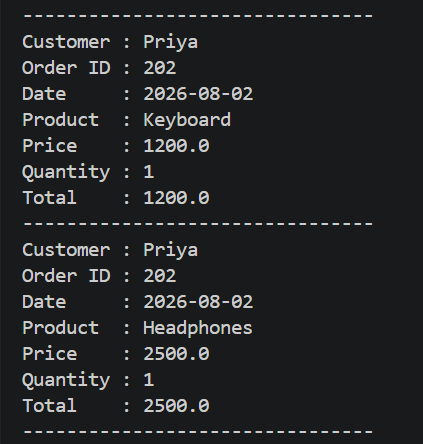 --------------------------------
Customer : Priya
Order ID : 202
Date     : 2026-08-02
Product  : Keyboard
Price    : 1200.0
Quantity : 1
Total    : 1200.0
--------------------------------
Customer : Priya
Order ID : 202
Date     : 2026-08-02
Product  : Headphones
Price    : 2500.0
Quantity : 1
Total    : 2500.0
--------------------------------